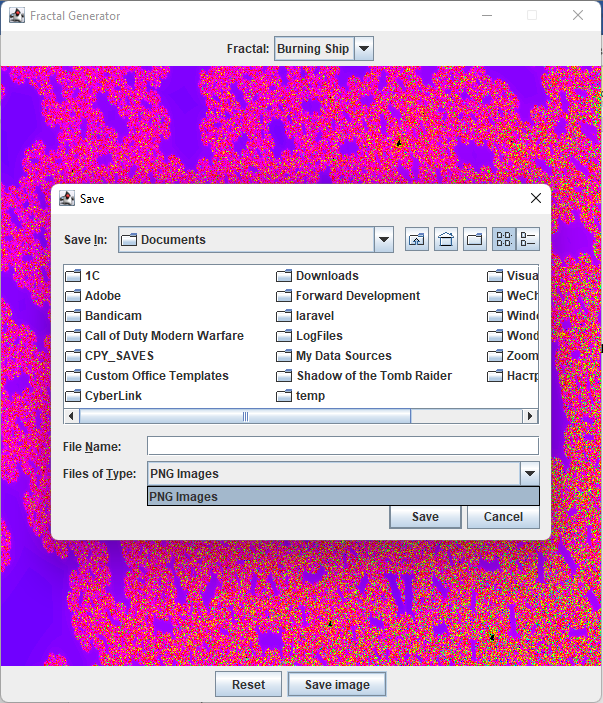 Fractal Generator
Fractal: Burning Ship
Save
Save In: Documents
1C Downloads Visua
Adobe Forward Development WeCh
Bandicam laravel Wind
Call of Duty Modern Warfare LogFiles Wond
CPY_SAVES My Data Sources Zoom
Custom Office Templates Shadow of the Tomb Raider Настр
CyberLink temp
File Name:
Files of Type: PNG Images
PNG Images
Save Cancel
Reset Save image